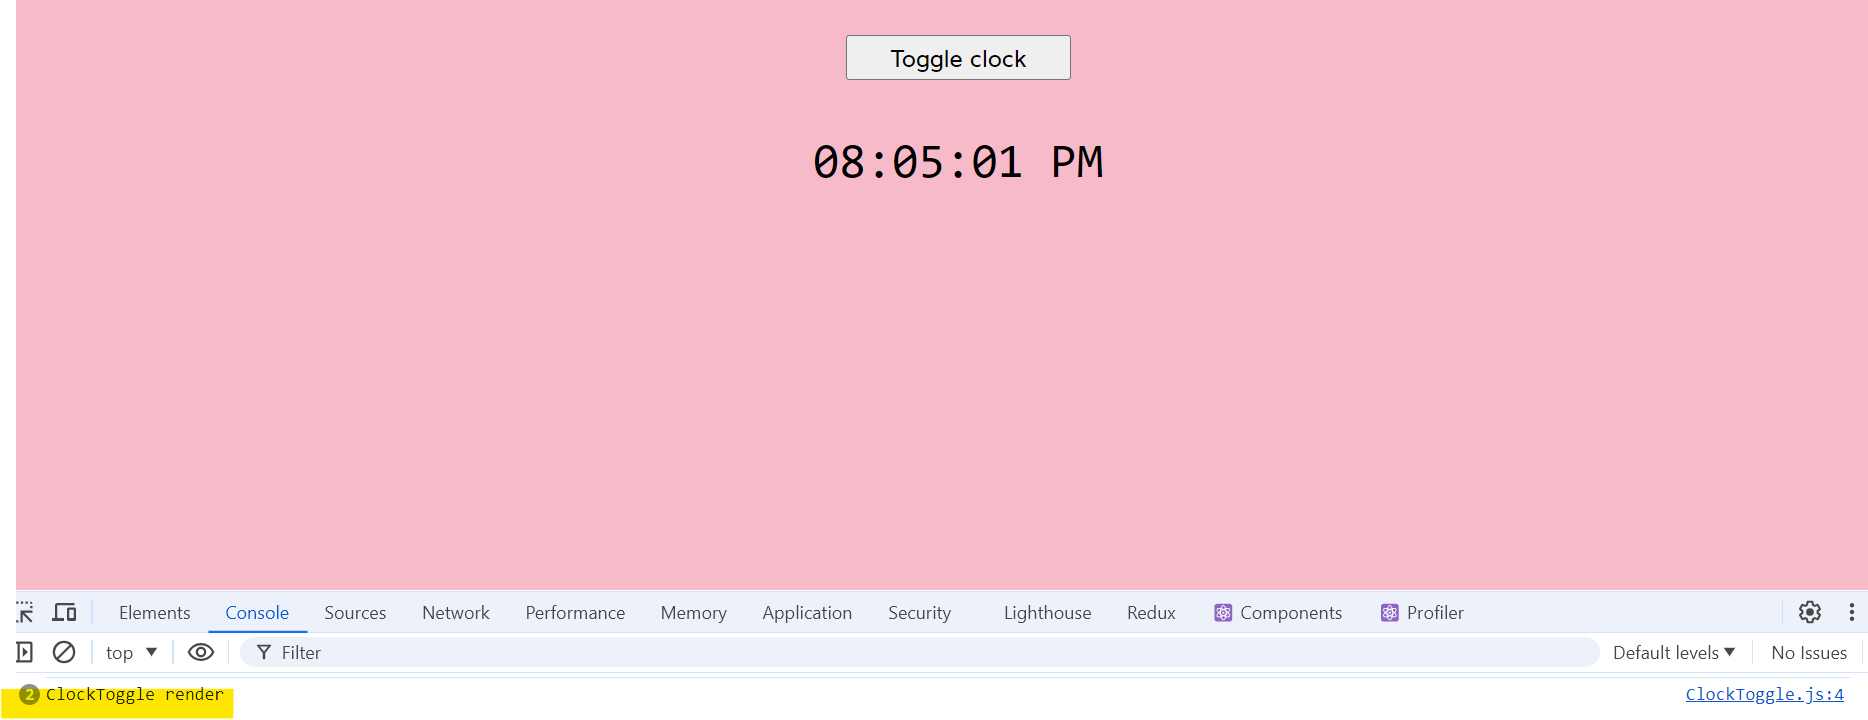 Toggle clock
08:05:01 PM
Elements Console Sources Network Performance Memory Application Security Lighthouse Redux Components Profiler
top Filter Default levels No Issues
2 ClockToggle render ClockToggle.js:4